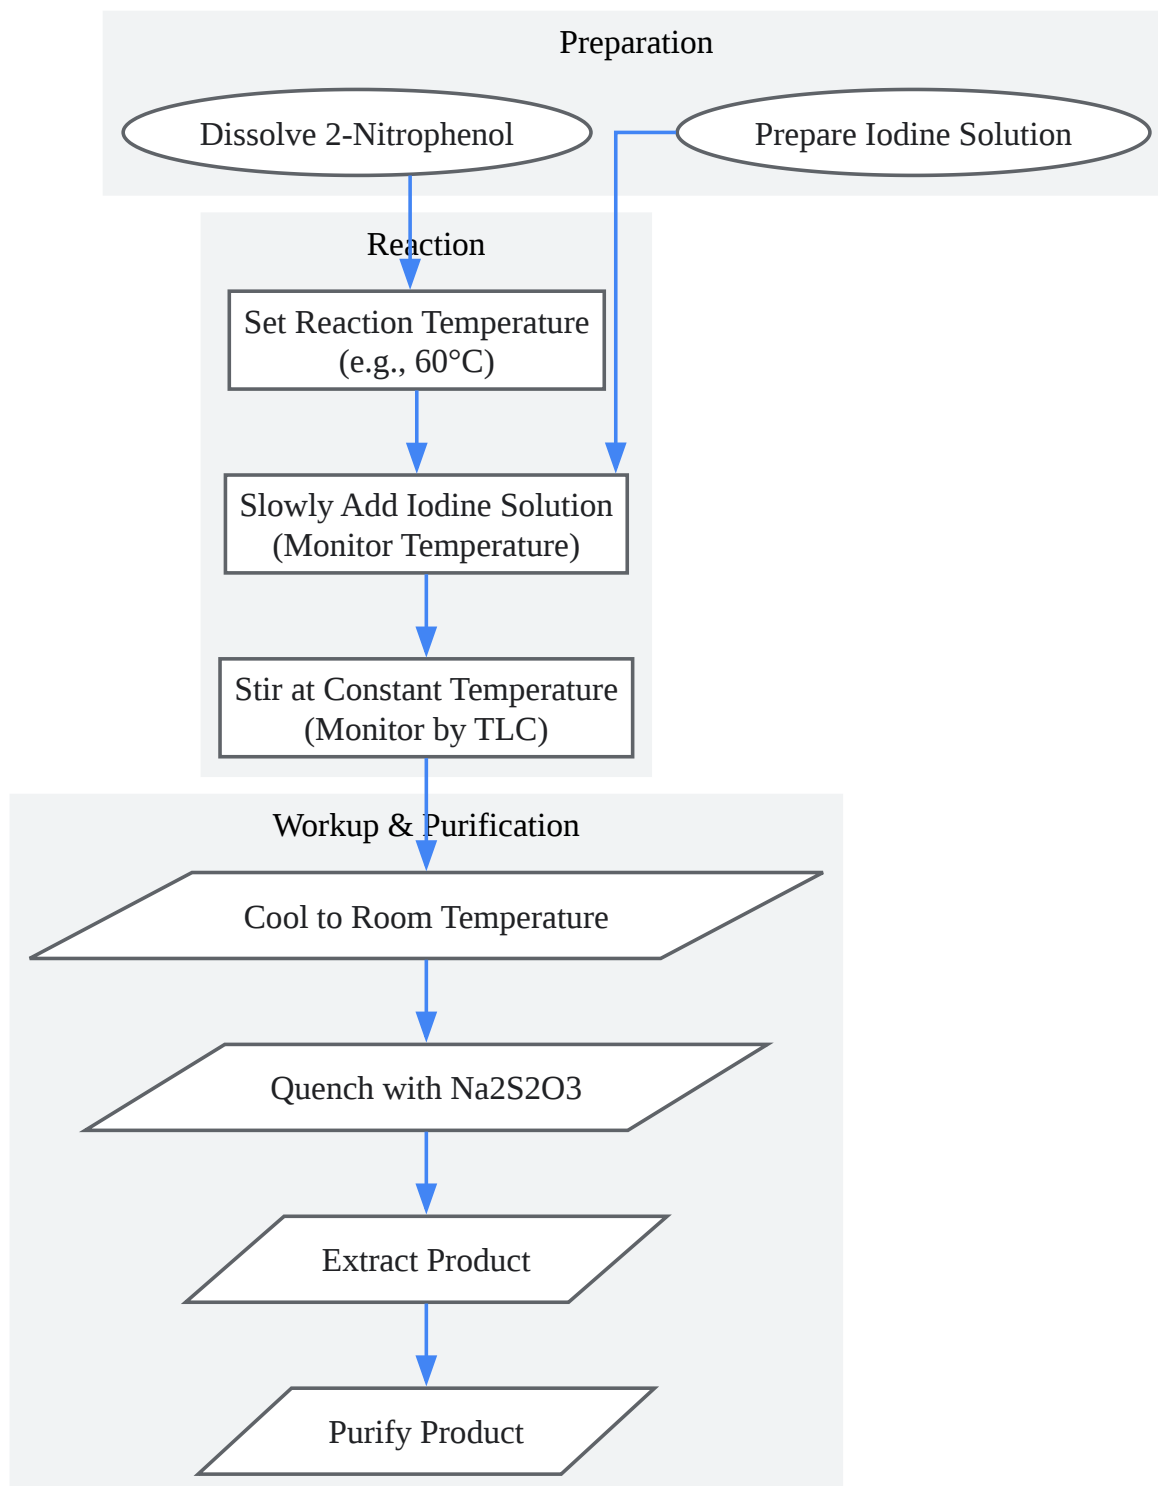 Preparation
Dissolve 2-Nitrophenol
Prepare Iodine Solution
Reaction
Set Reaction Temperature
(e.g., 60°C)
Slowly Add Iodine Solution
(Monitor Temperature)
Stir at Constant Temperature
(Monitor by TLC)
Workup & Purification
Cool to Room Temperature
Quench with Na2S2O3
Extract Product
Purify Product